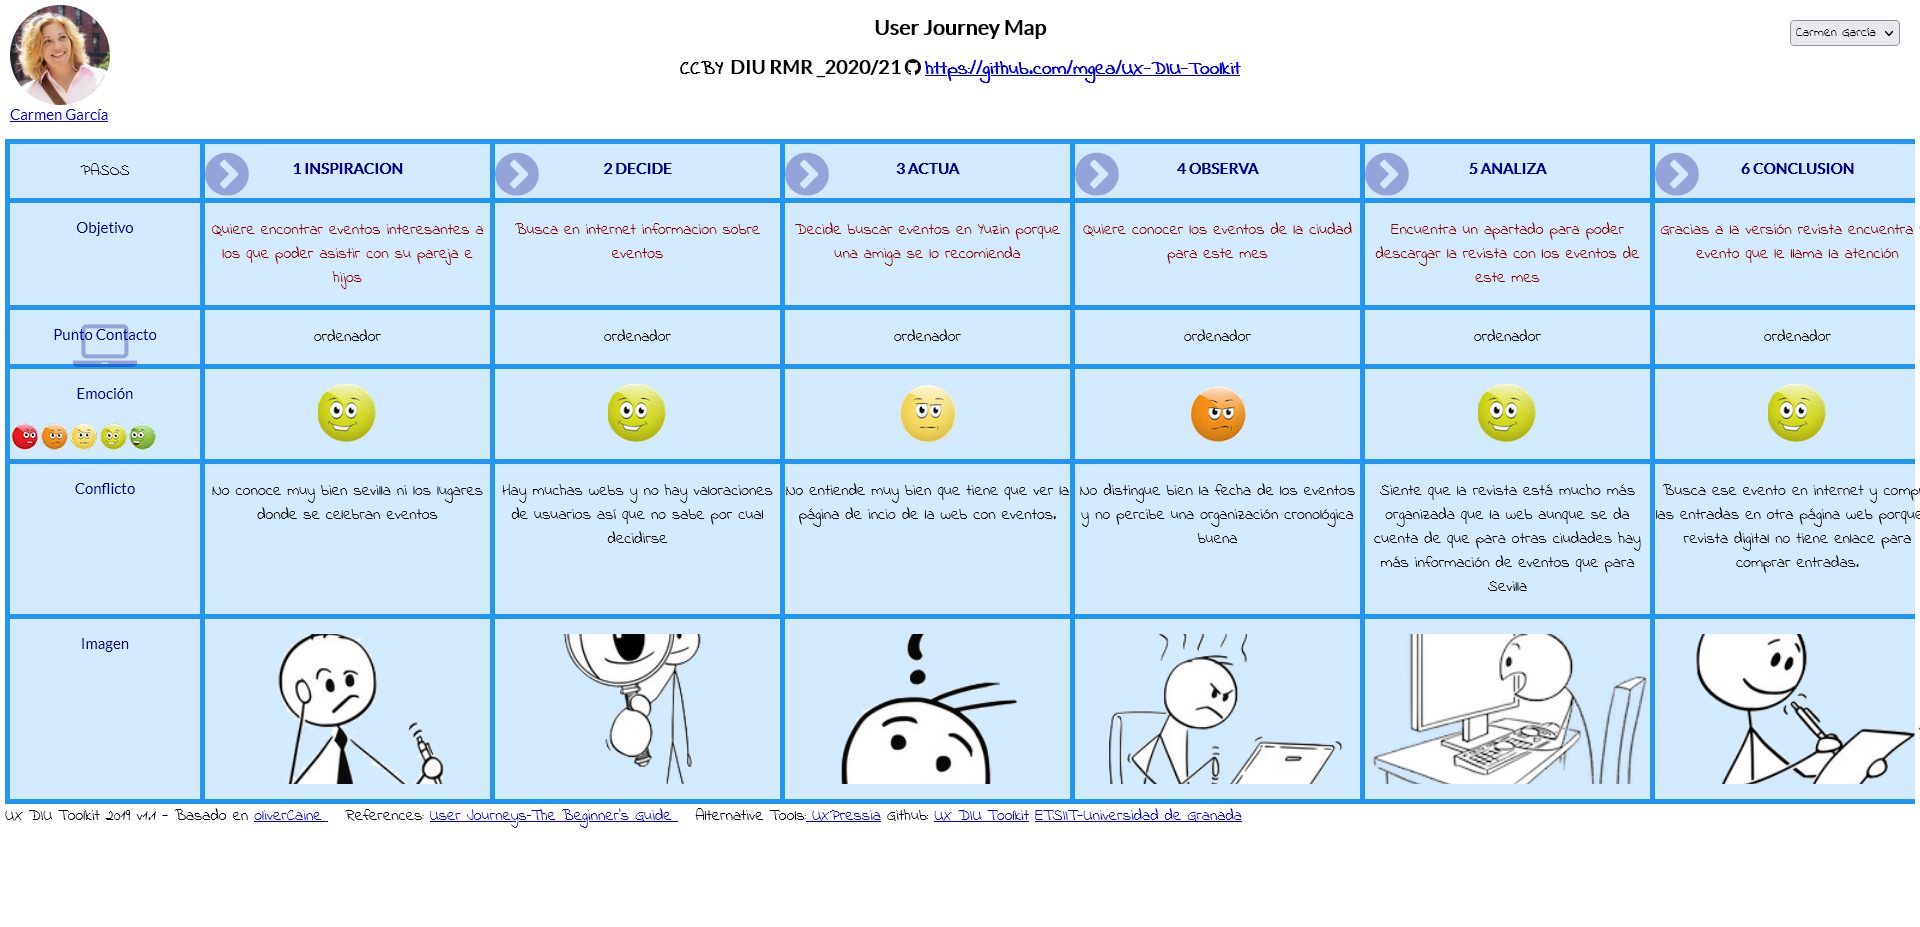 User Journey Map
Carmen García
CCBY DIU RMR _2020/21 https://github.com/mgea/UX-DIU-Toolkit
Carmen García
PASOS
1 INSPIRACION
2 DECIDE
3 ACTUA
4 OBSERVA
5 ANALIZA
6 CONCLUSION
Objetivo
Quiere encontrar eventos interesantes a
los que poder asistir con su pareja e
hijos
Busca en internet informacion sobre
eventos
Decide buscar eventos en Yuzin porque
una amiga se lo recomienda
Quiere conocer los eventos de la ciudad
para este mes
Encuentra un apartado para poder
descargar la revista con los eventos de
este mes
Gracias a la versión revista encuentra
evento que le llama la atención
Punto Contacto
ordenador
ordenador
ordenador
ordenador
ordenador
ordenador
Emoción
Conflicto
No conoce muy bien sevilla ni los lugares
donde se celebran eventos
Hay muchas webs y no hay valoraciones
de usuarios así que no sabe por cual
decidirse
No entiende muy bien que tiene que ver la
página de incio de la web con eventos.
No distingue bien la fecha de los eventos
y no percibe una organización cronológica
buena
Siente que la revista está mucho más
organizada que la web aunque se da
cuenta de que para otras ciudades hay
más información de eventos que para
Sevilla
Busca ese evento en internet y comp
las entradas en otra página web porque
revista digital no tiene enlace para
comprar entradas.
Imagen
UX DIU Toolkit 2019 v1.1 - Basado en oliverCaine References: User Journeys-The Beginner's Guide Alternative Tools: UXPressia Github: UX DIU Toolkit ETSIIT-Universidad de Granada